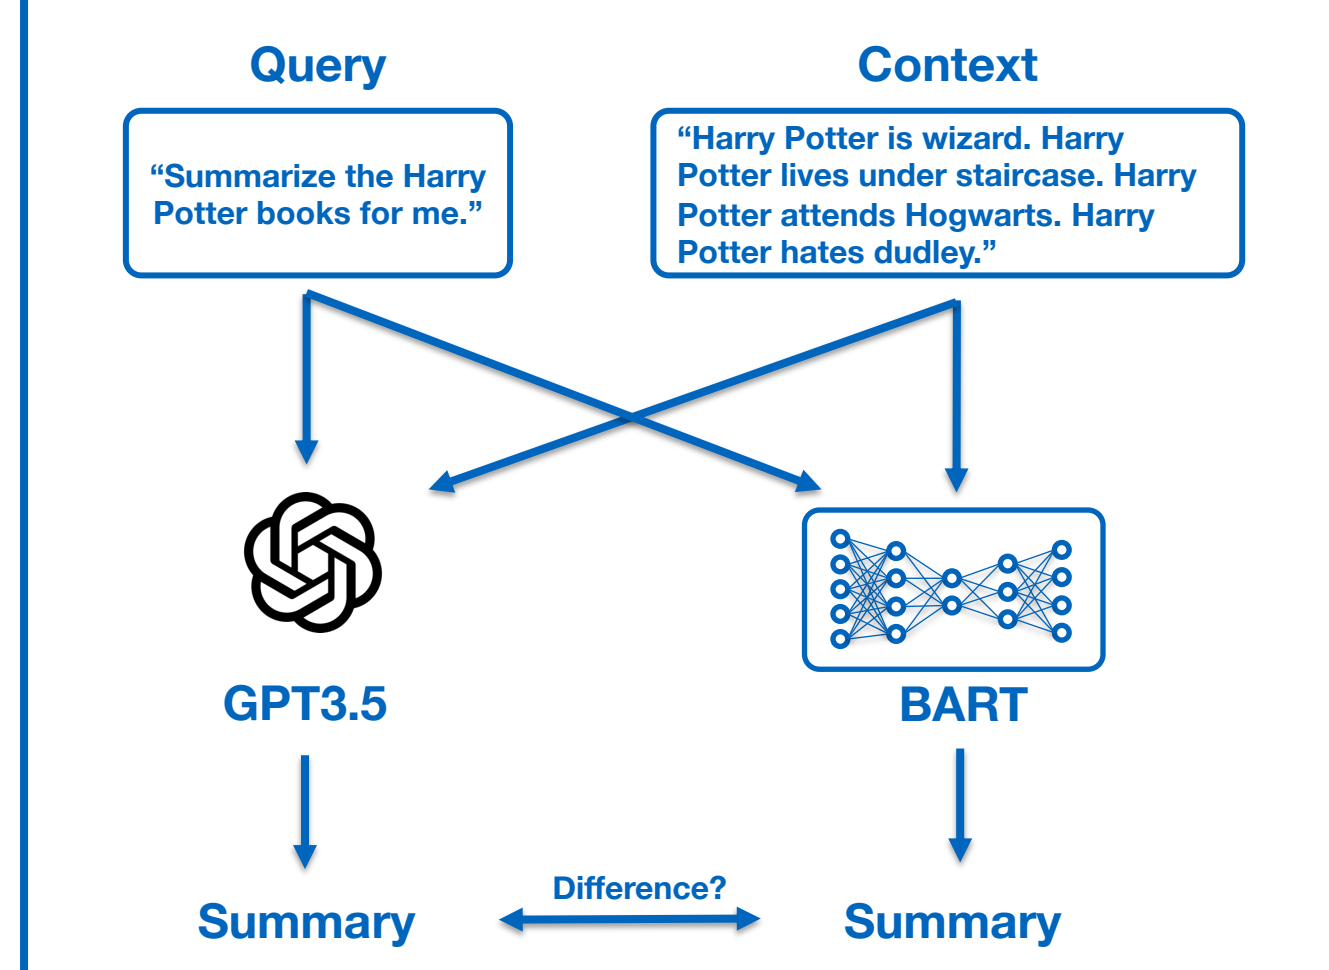 Query
Context
“Summarize the Harry
Potter books for me.”
“Harry Potter is wizard. Harry
Potter lives under staircase. Harry
Potter attends Hogwarts. Harry
Potter hates dudley.”
GPT3.5
BART
Difference?
Summary
Summary